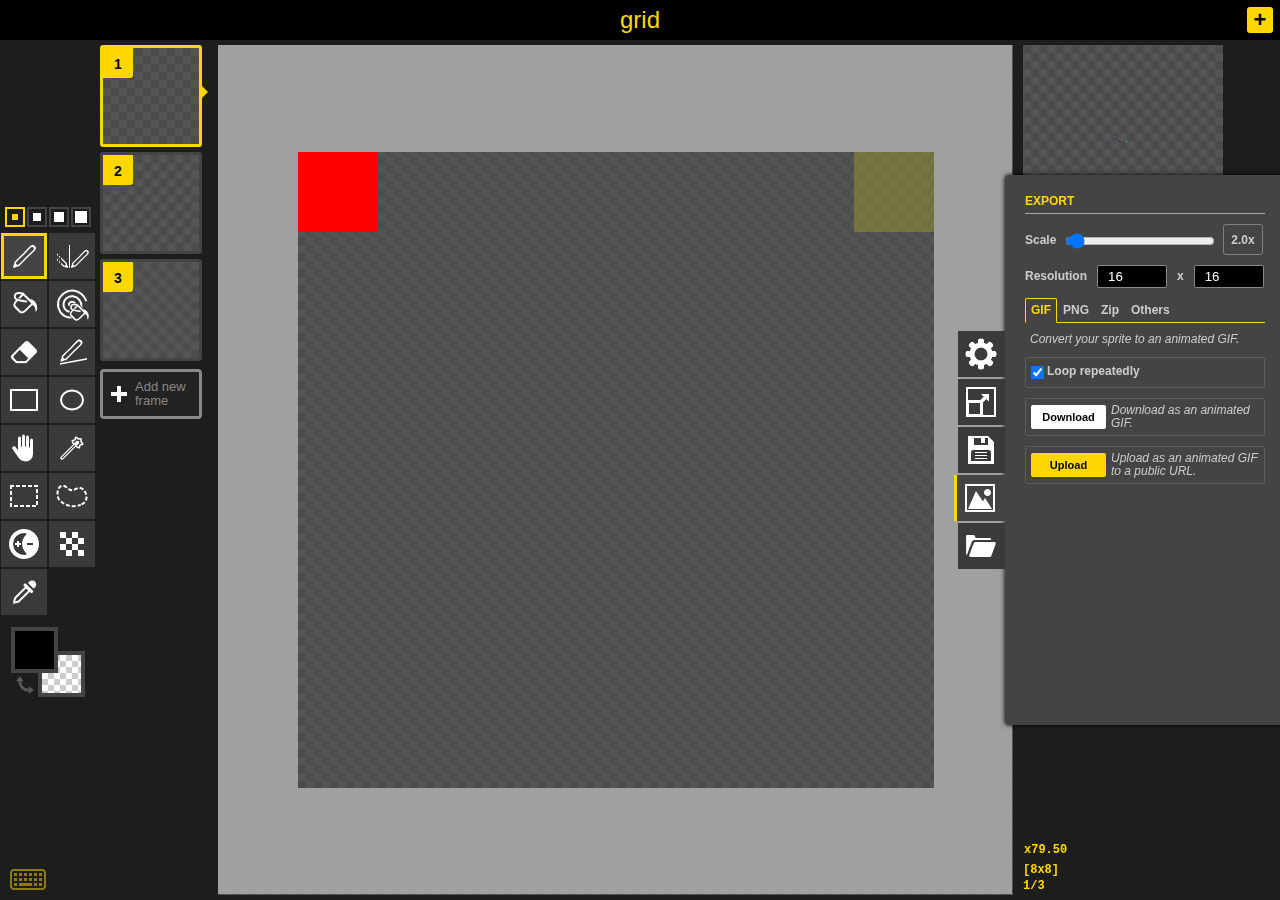 grid
+
1
2
3
Add new
frame
EXPORT
Scale
2.0x
Resolution
16
x
16
GIF
PNG
Zip
Others
Convert your sprite to an animated GIF.
Loop repeatedly
Download
Download as an animated
GIF.
Upload
Upload as an animated GIF
to a public URL.
x79.50
[8x8]
1/3